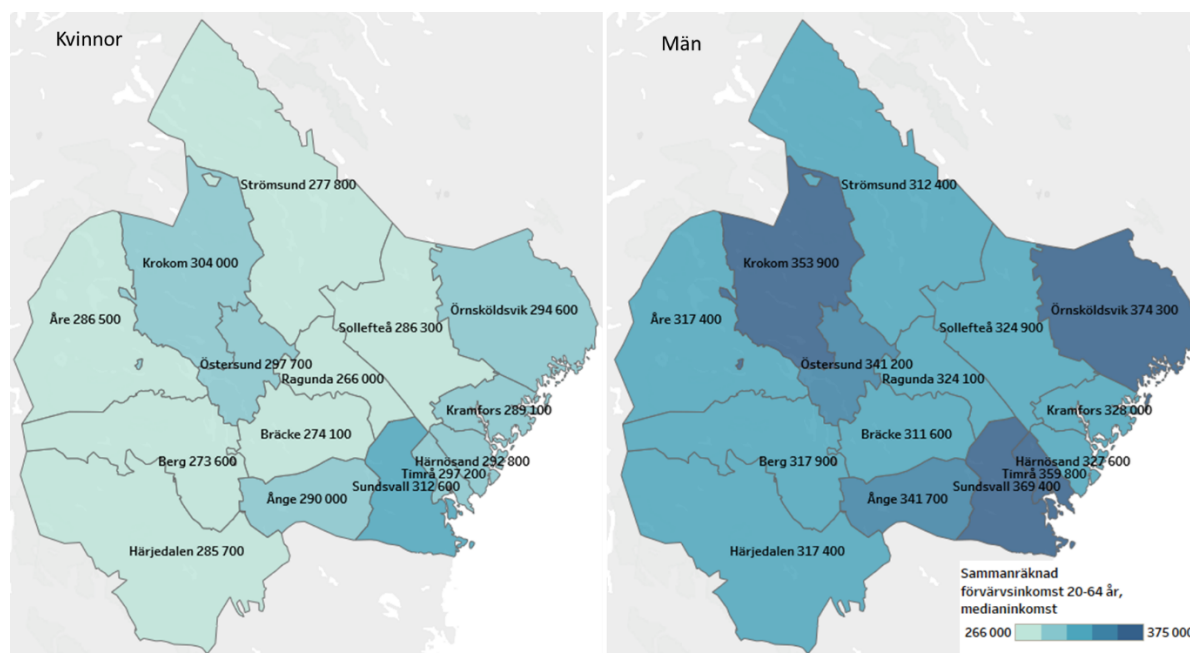 Kvinnor
Strömsund 277 800
Krokom 304 000
Örnsköldsvik 294 600
Åre 286 500
Sollefteå 286 300
Östersund 297 700
Ragunda 266 000
Kramfors 289 100
Bräcke 274 100
Berg 273 600
Härnösand 292 800
Timrå 297 200
Sundsvall 312 600
Ånge 290 000
Härjedalen 285 700
Män
Strömsund 312 400
Krokom 353 900
Örnsköldsvik 374 300
Åre 317 400
Sollefteå 324 900
Östersund 341 200
Ragunda 324 100
Kramfors 328 000
Bräcke 311 600
Berg 317 900
Härnösand 327 600
Timrå 359 800
Sundsvall 369 400
Ånge 341 700
Härjedalen 317 400
Sammanräknad
förvärvsinkomst 20-64 år,
medianinkomst
266 000 375 000